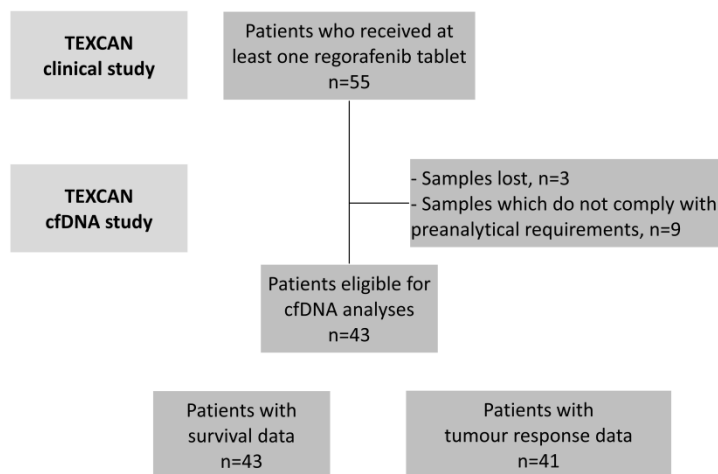 TEXCAN
clinical study
Patients who received at
least one regorafenib tablet
n=55
TEXCAN
cfDNA study
- Samples lost, n=3
- Samples which do not comply with
preanalytical requirements, n=9
Patients eligible for
cfDNA analyses
n=43
Patients with
survival data
n=43
Patients with
tumour response data
n=41